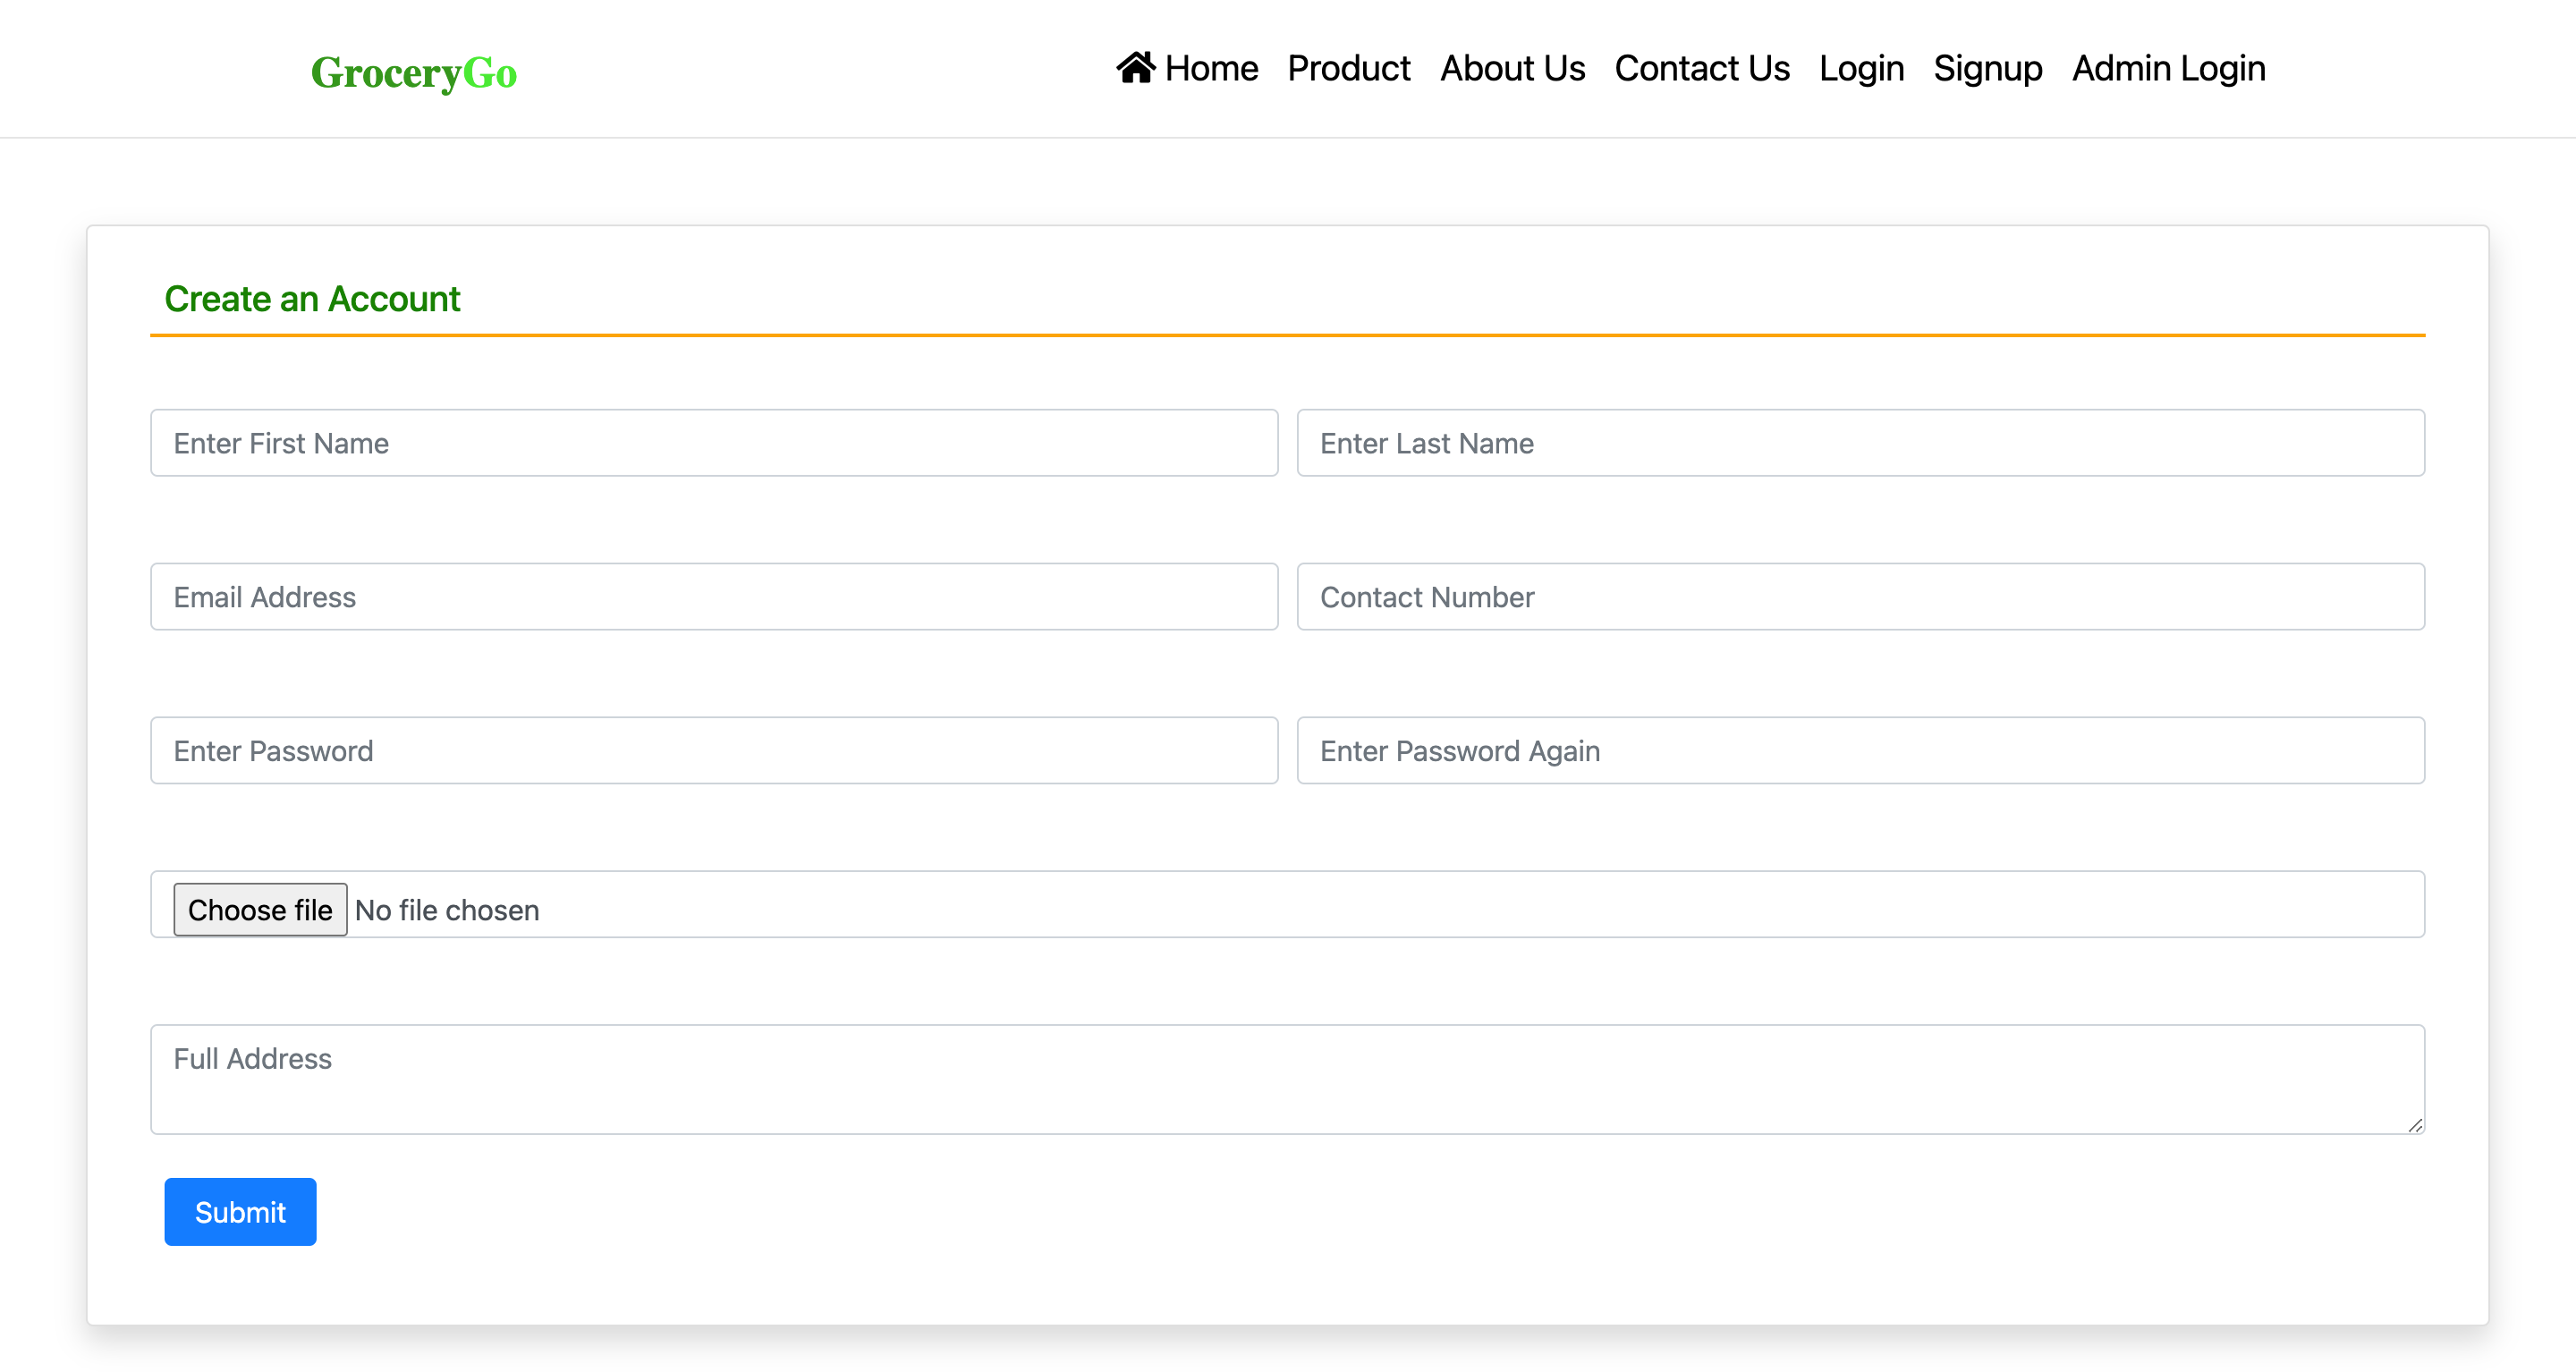 GroceryGo
Home Product About Us Contact Us Login Signup Admin Login
Create an Account
Enter First Name
Enter Last Name
Email Address
Contact Number
Enter Password
Enter Password Again
Choose file No file chosen
Full Address
Submit